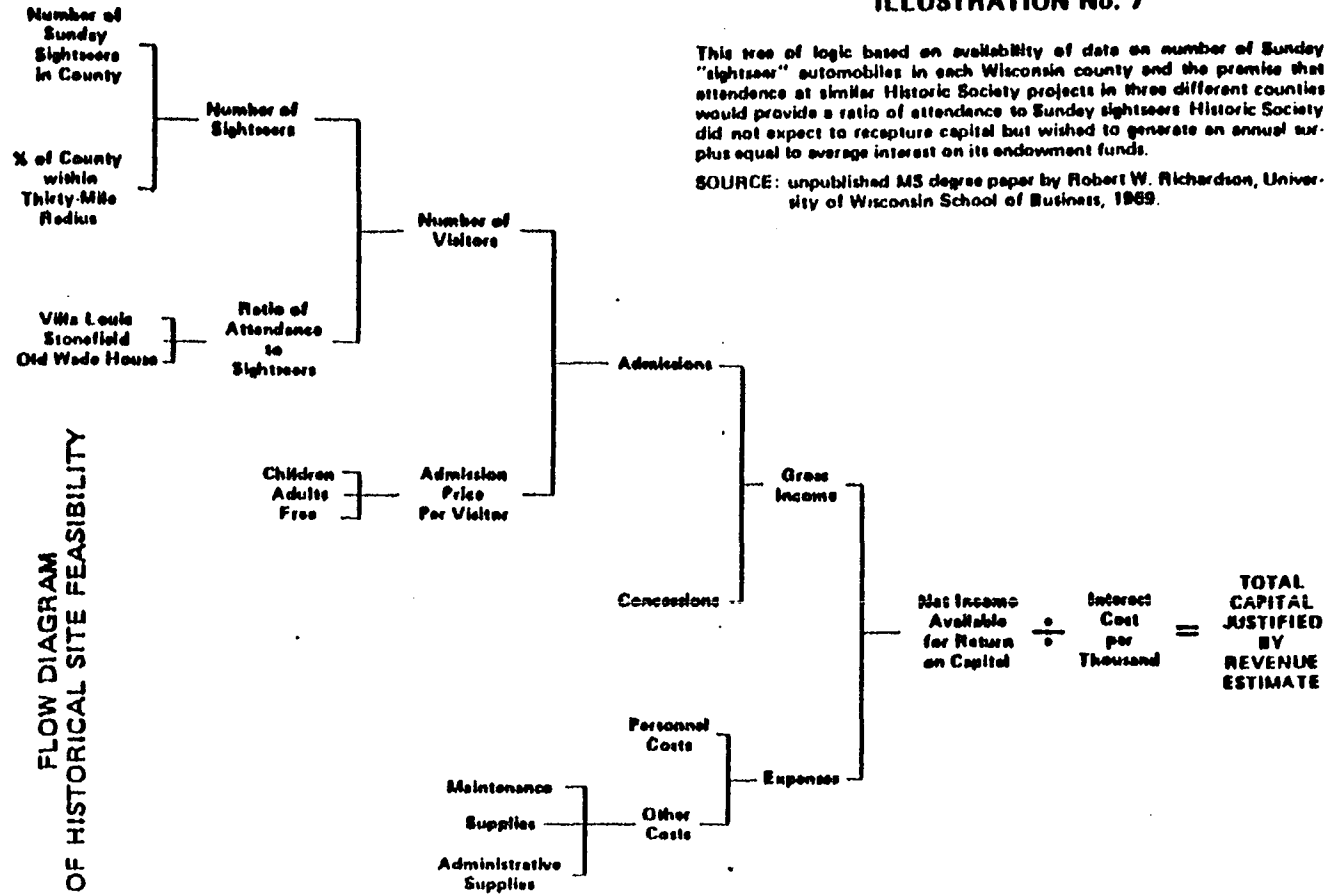 ILLUSTRATION No. 7
This tree of logic based on availability of data on number of Sunday
"sightseer" automobiles in each Wisconsin county and the premise that
attendence at similar Historic Society projects in three different counties
would provide a ratio of attendance to Sunday sightseers Historic Society
did not expect to recapture capital but wished to generate an annual sur-
plus equal to average interest on its endowment funds.
SOURCE: unpublished MS degree paper by Robert W. Richardson, Univer-
sity of Wisconsin School of Business, 1969.
Number of
Sunday
Sightseers
in County
% of County
within
Thirty-Mile
Radius
Number of
Sightseers
Villa Louis
Stonefield
Old Wade House
Ratio of
Attendance
to
Sightseers
Number of
Visitors
Children
Adults
Free
Admission
Price
Per Visitor
Admissions
Concessions
Gross
Income
Maintenance
Supplies
Administrative
Supplies
Personnel
Costs
Other
Costs
Expenses
Net Income
Available
for Return
on Capital
÷
Interest
Cost
per
Thousand
=
TOTAL
CAPITAL
JUSTIFIED
BY
REVENUE
ESTIMATE
FLOW DIAGRAM
OF HISTORICAL SITE FEASIBILITY